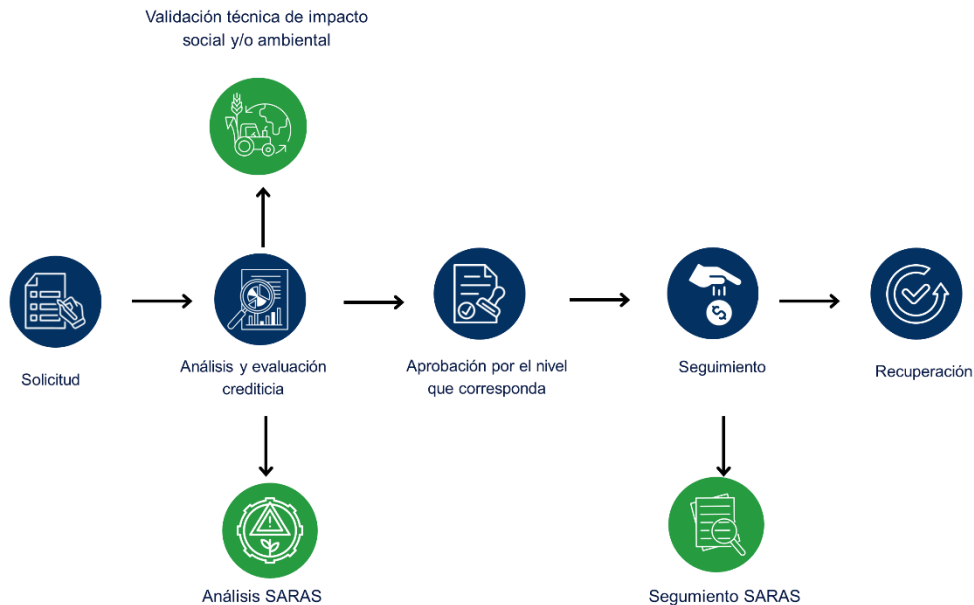 Validación técnica de impacto
social y/o ambiental
Solicitud
Análisis y evaluación
crediticia
Aprobación por el nivel
que corresponda
Seguimiento
Recuperación
Análisis SARAS
Segumiento SARAS